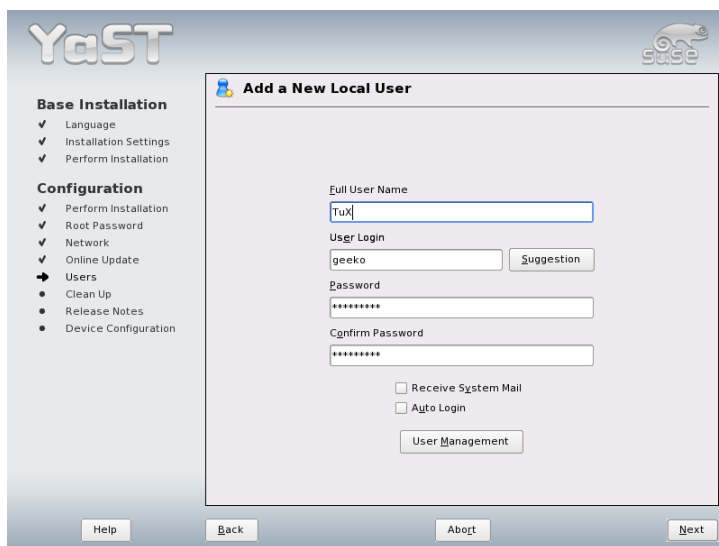 YaST
SUSE
Base Installation
Language
Installation Settings
Perform Installation
Configuration
Perform Installation
Root Password
Network
Online Update
Users
Clean Up
Release Notes
Device Configuration
Add a New Local User
Full User Name
TuX
User Login
geeko
Suggestion
Password
*********
Confirm Password
*********
Receive System Mail
Auto Login
User Management
Help
Back
Abort
Next